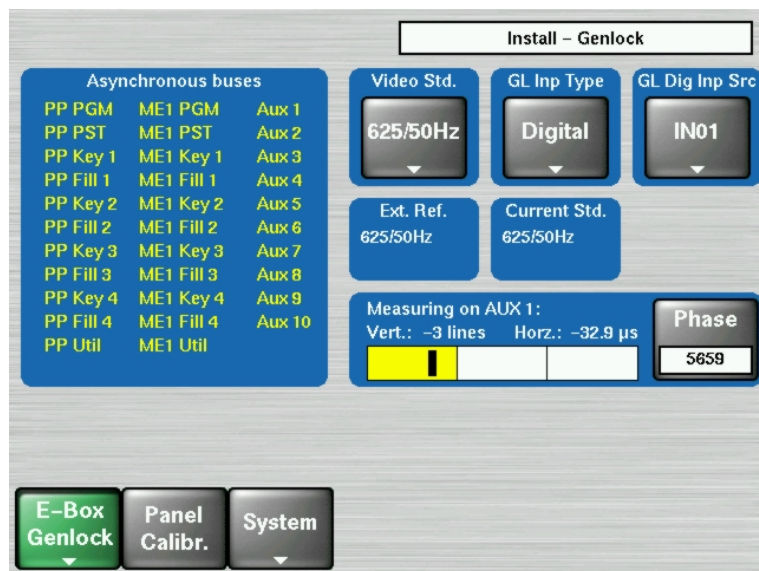 Install – Genlock
Asynchronous buses
PP PGM ME1 PGM Aux 1
PP PST ME1 PST Aux 2
PP Key 1 ME1 Key 1 Aux 3
PP Fill 1 ME1 Fill 1 Aux 4
PP Key 2 ME1 Key 2 Aux 5
PP Fill 2 ME1 Fill 2 Aux 6
PP Key 3 ME1 Key 3 Aux 7
PP Fill 3 ME1 Fill 3 Aux 8
PP Key 4 ME1 Key 4 Aux 9
PP Fill 4 ME1 Fill 4 Aux 10
PP Util ME1 Util
Video Std.
625/50Hz
GL Inp Type
Digital
GL Dig Inp Src
IN01
Ext. Ref.
625/50Hz
Current Std.
625/50Hz
Measuring on AUX 1:
Vert.: –3 lines Horz.: –32.9 µs
Phase
5659
E–Box
Genlock
Panel
Calibr.
System